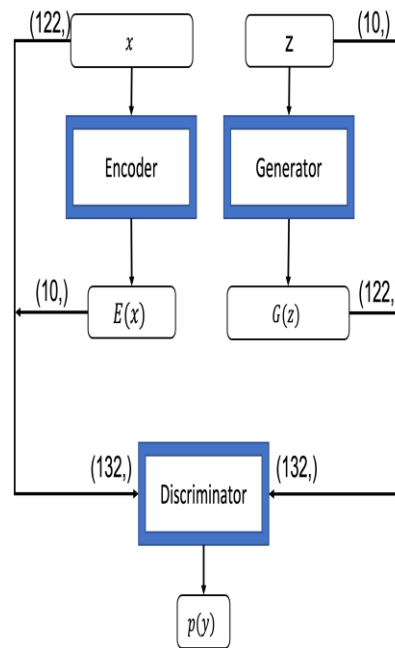 (122,) x z (10,)
Encoder Generator
(10,) E(x) G(z) (122,
(132,) (132,)
Discriminator
p(y)